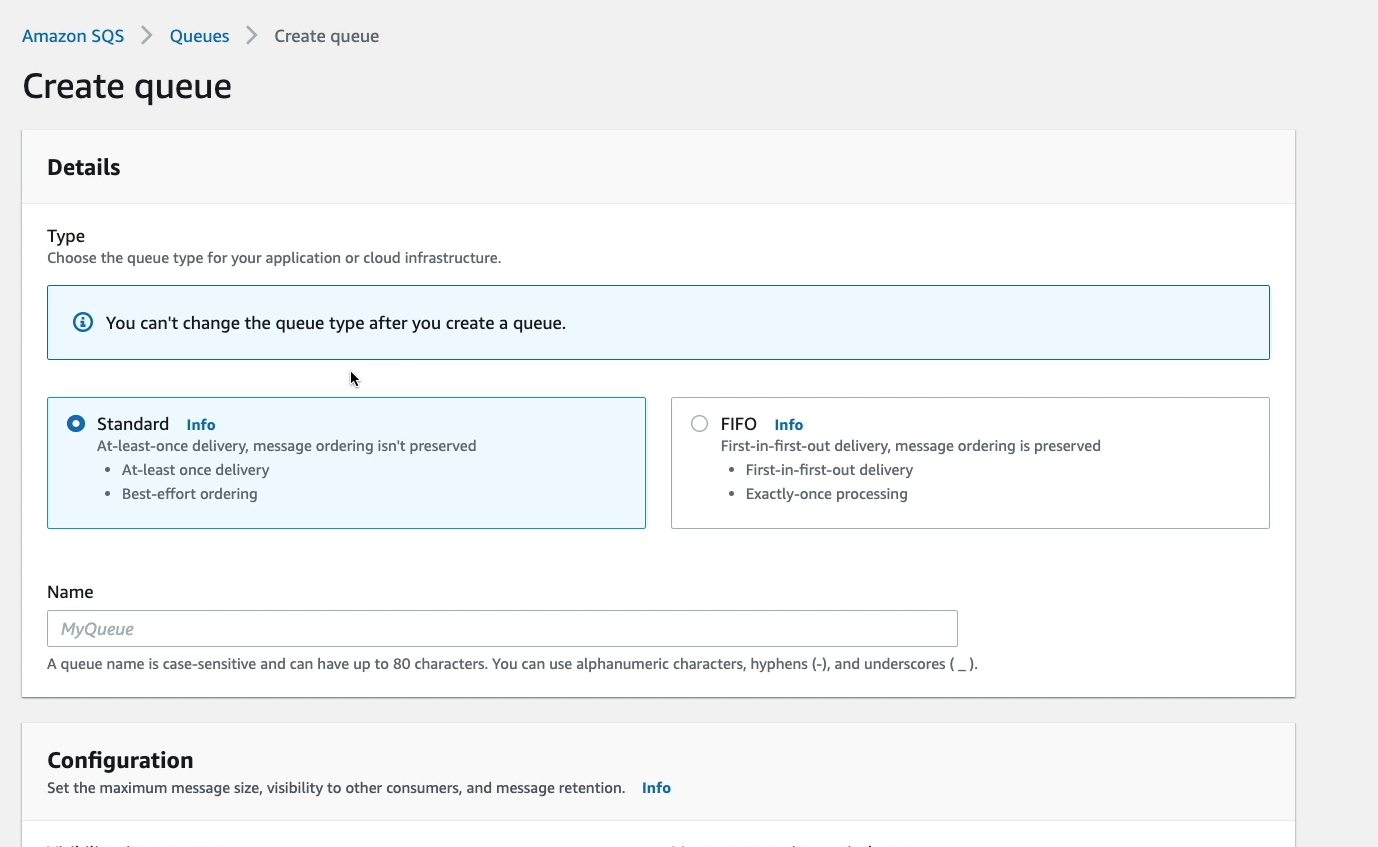 Amazon SQS > Queues > Create queue
Create queue
Details
Type
Choose the queue type for your application or cloud infrastructure.
You can't change the queue type after you create a queue.
Standard Info
At-least-once delivery, message ordering isn't preserved
• At-least once delivery
• Best-effort ordering
FIFO Info
First-in-first-out delivery, message ordering is preserved
• First-in-first-out delivery
• Exactly-once processing
Name
MyQueue
A queue name is case-sensitive and can have up to 80 characters. You can use alphanumeric characters, hyphens (-), and underscores ( _ ).
Configuration
Set the maximum message size, visibility to other consumers, and message retention. Info